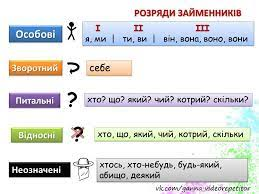 РОЗРЯДИ ЗАЙМЕННИКІВ
Особові
I II III
я, ми | ти, ви | він, вона, воно, вони
Зворотний
себе
Питальні
хто? що? який? чий? котрий? скільки?
Відносні
хто, що, який, чий, котрий, скільки
Неозначені
хтось, хто-небудь, будь-який,
абищо, деякий
vk.com/ganna_videorepetitor